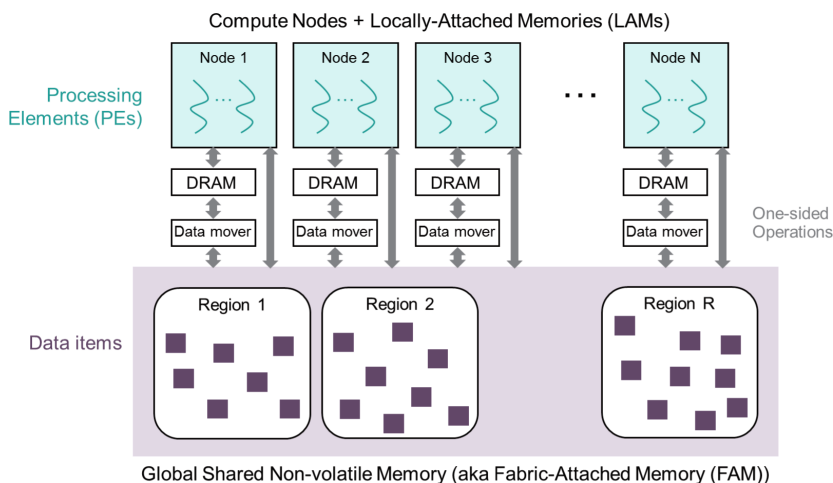 Compute Nodes + Locally-Attached Memories (LAMs)
Node 1
Node 2
Node 3
Node N
Processing
Elements (PEs)
...
...
...
...
...
DRAM
DRAM
DRAM
DRAM
Data mover
Data mover
Data mover
Data mover
One-sided
Operations
Region 1
Region 2
Region R
Data items
Global Shared Non-volatile Memory (aka Fabric-Attached Memory (FAM))